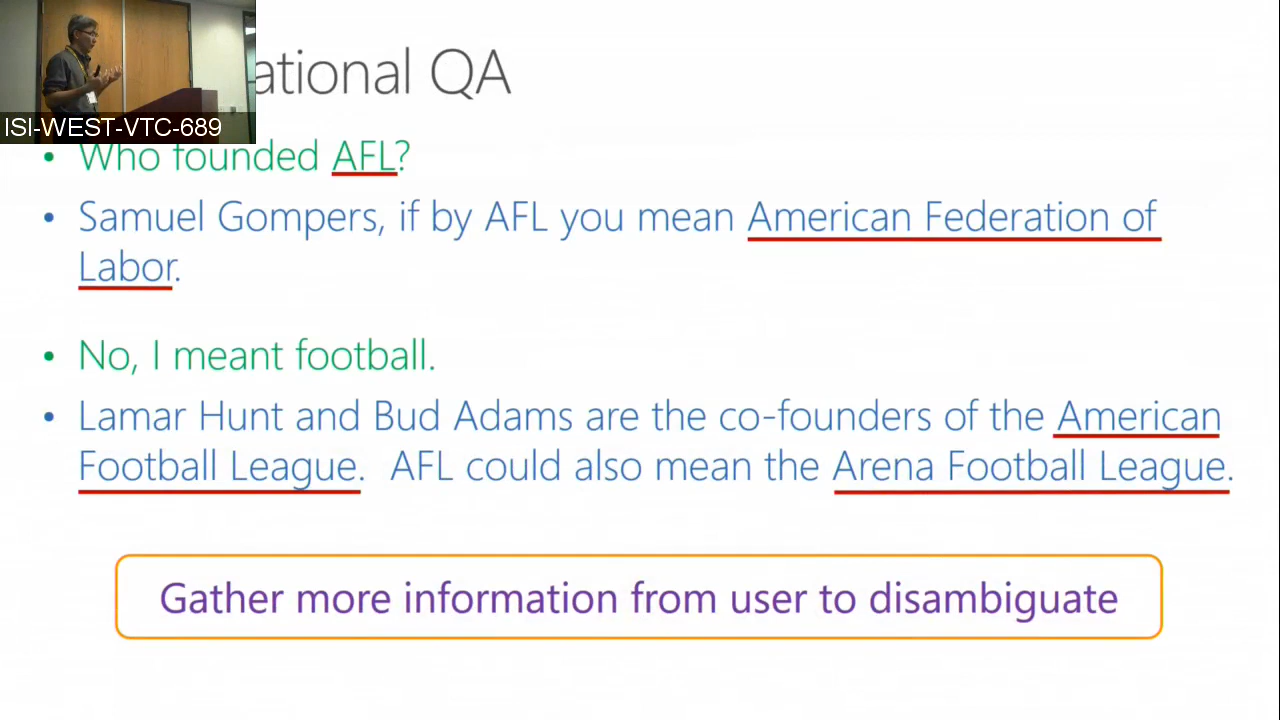 ational QA
ISI-WEST-VTC-689
• Who founded AFL?
• Samuel Gompers, if by AFL you mean American Federation of
Labor.
• No, I meant football.
• Lamar Hunt and Bud Adams are the co-founders of the American
Football League. AFL could also mean the Arena Football League.
Gather more information from user to disambiguate